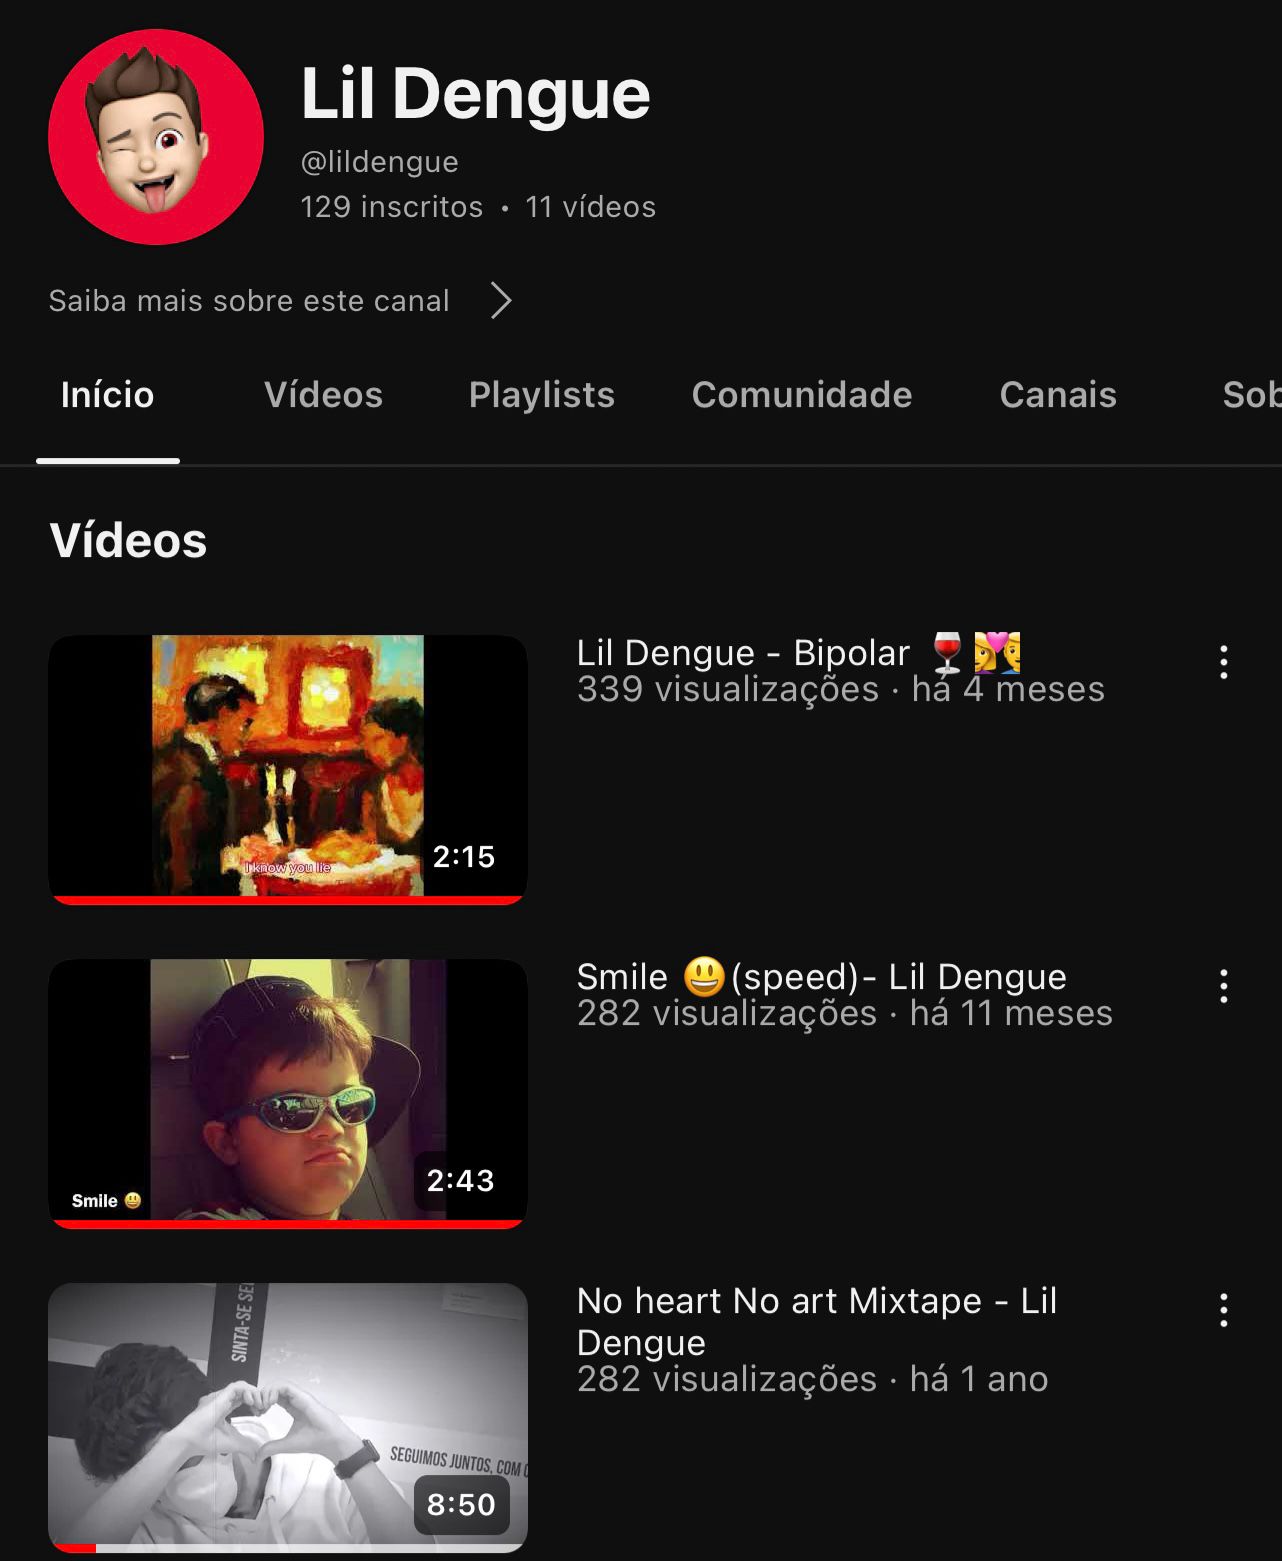 Lil Dengue
@lildengue
129 inscritos • 11 vídeos
Saiba mais sobre este canal
Início Vídeos Playlists Comunidade Canais Sob
Vídeos
I know you lie
2:15
Lil Dengue - Bipolar 🍷👩‍❤️‍👨
339 visualizações · há 4 meses
Smile 😃
2:43
Smile 😃(speed)- Lil Dengue
282 visualizações · há 11 meses
SINTA-SE SE
SEGUIMOS JUNTOS, COM
8:50
No heart No art Mixtape - Lil
Dengue
282 visualizações · há 1 ano